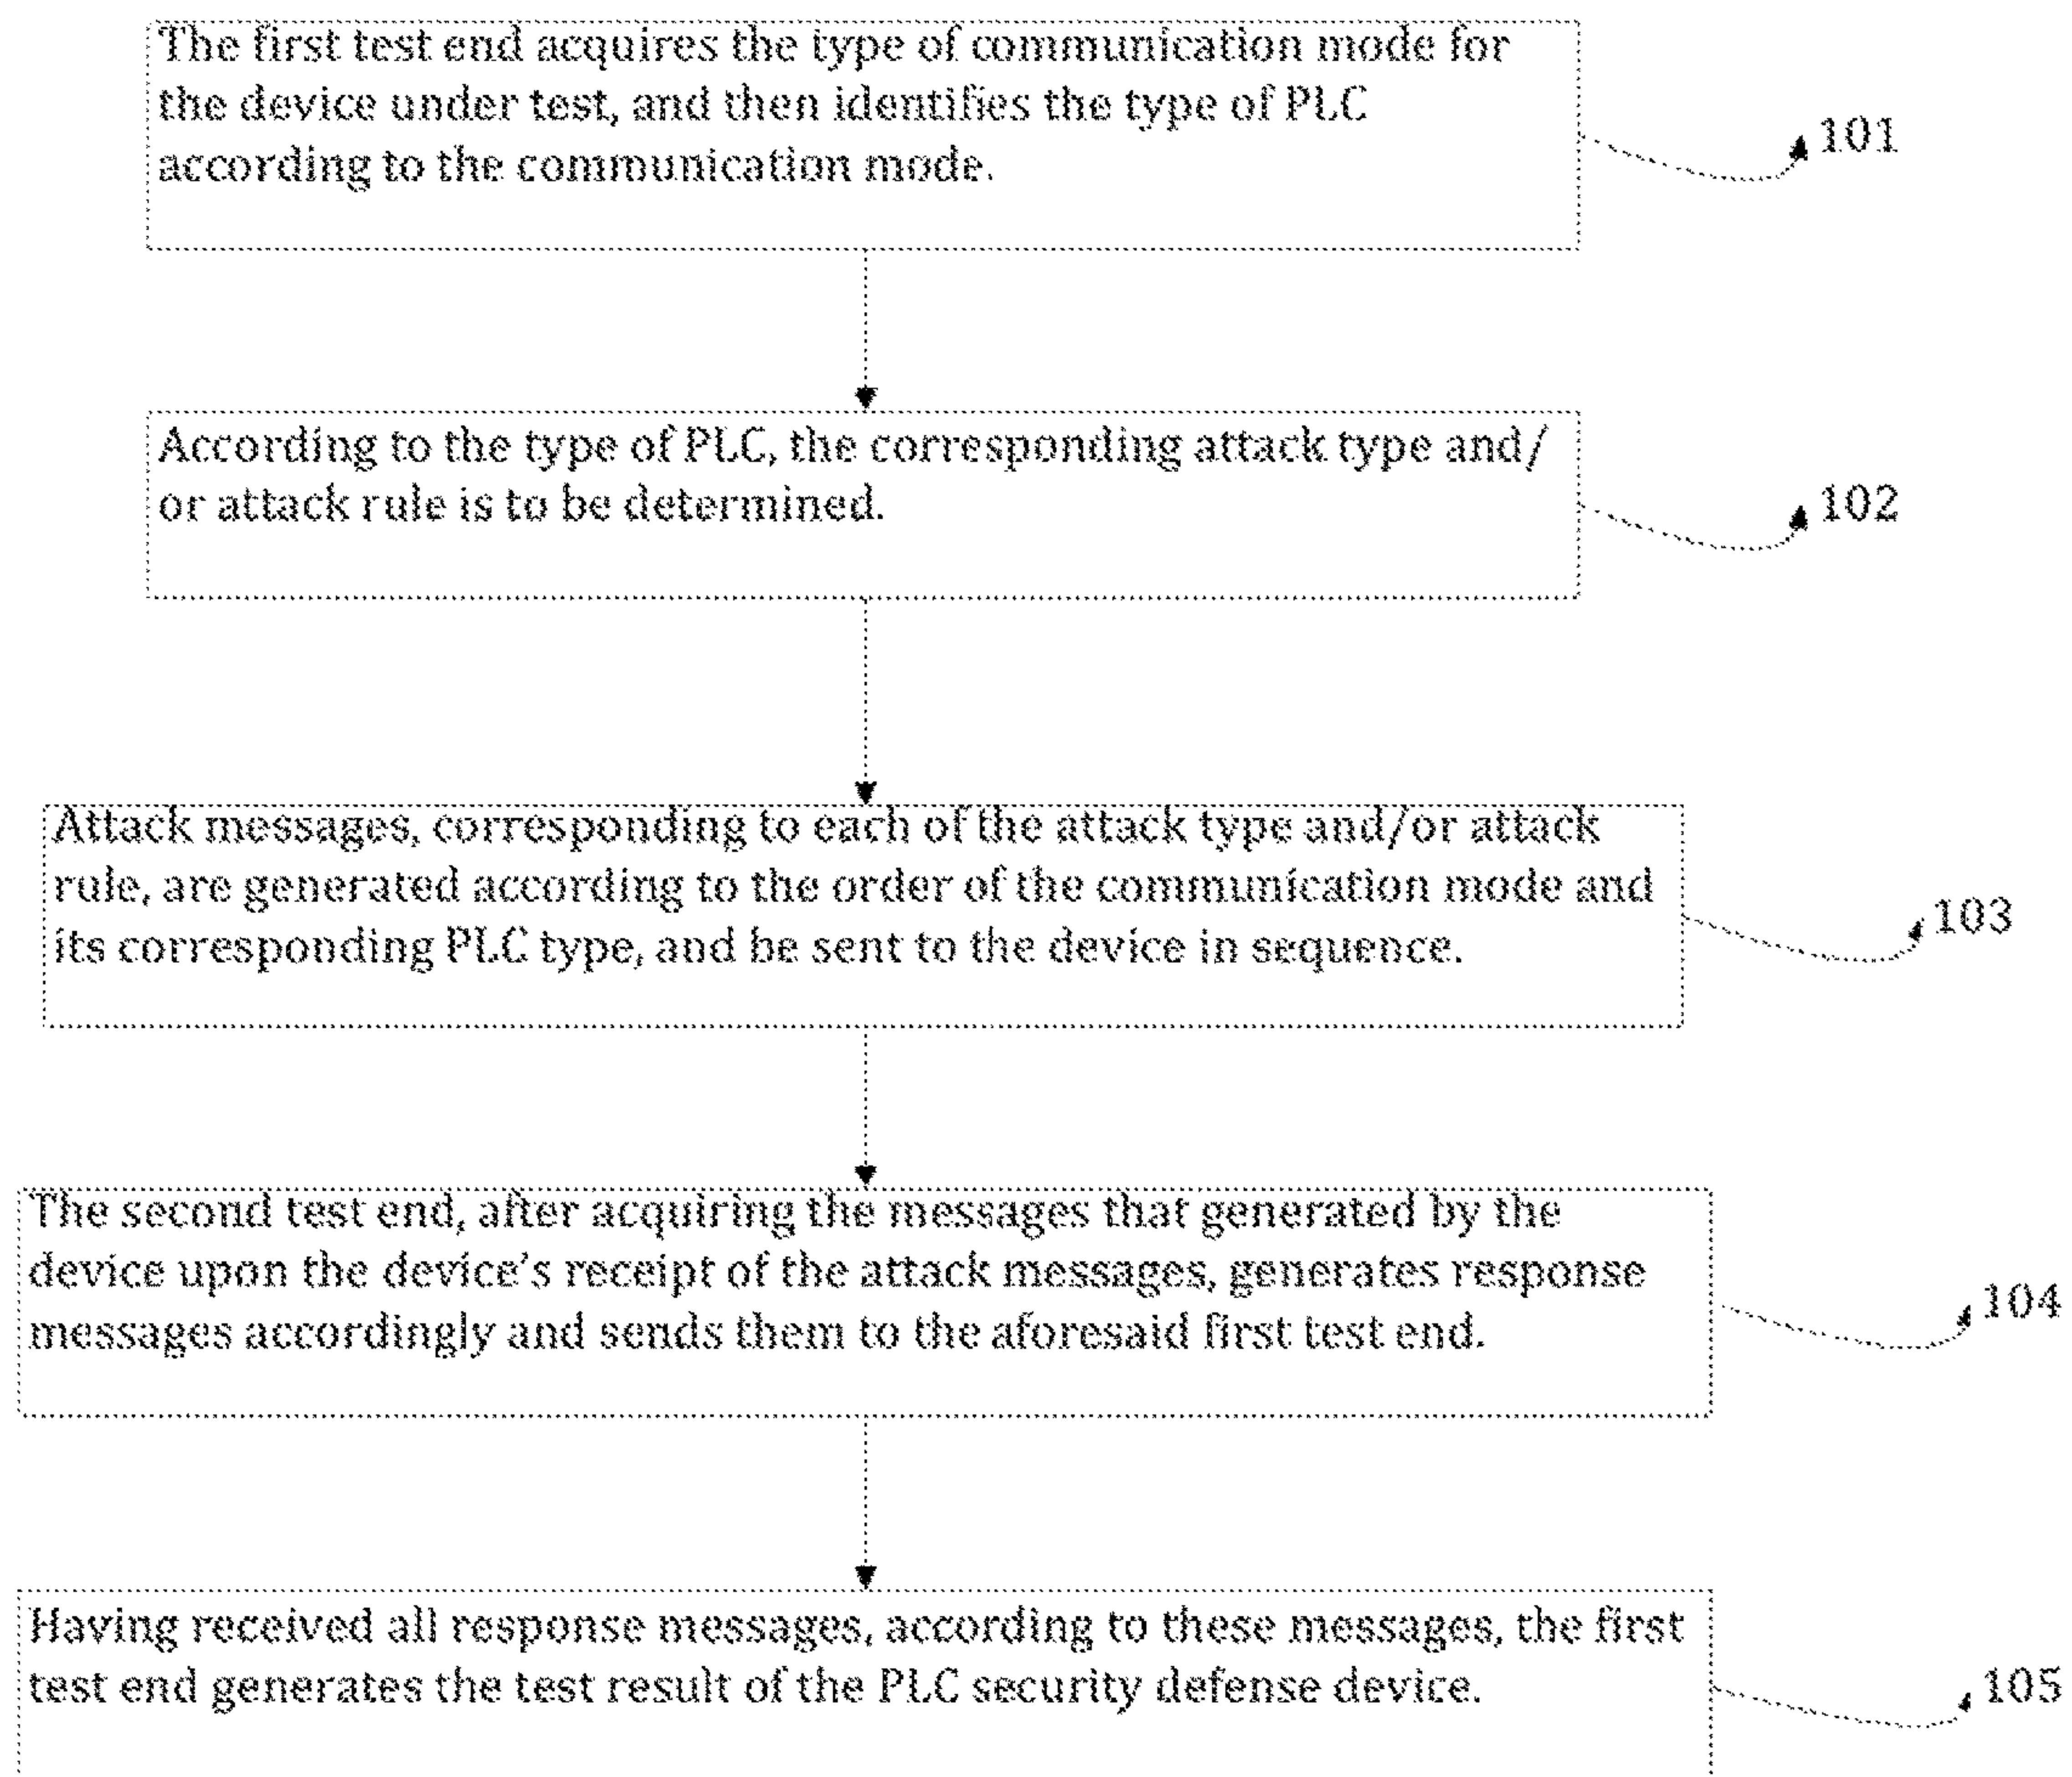 The first test end acquires the type of communication mode for
the device under test, and then identifies the type of PLC
according to the communication mode.
101
According to the type of PLC, the corresponding attack type and/
or attack rule is to be determined.
102
Attack messages, corresponding to each of the attack type and/or attack
rule, are generated according to the order of the communication mode and
its corresponding PLC type, and be sent to the device in sequence.
103
The second test end, after acquiring the messages that generated by the
device upon the device's receipt of the attack messages, generates response
messages accordingly and sends them to the aforesaid first test end.
104
Having received all response messages, according to these messages, the first
test end generates the test result of the PLC security defense device.
105